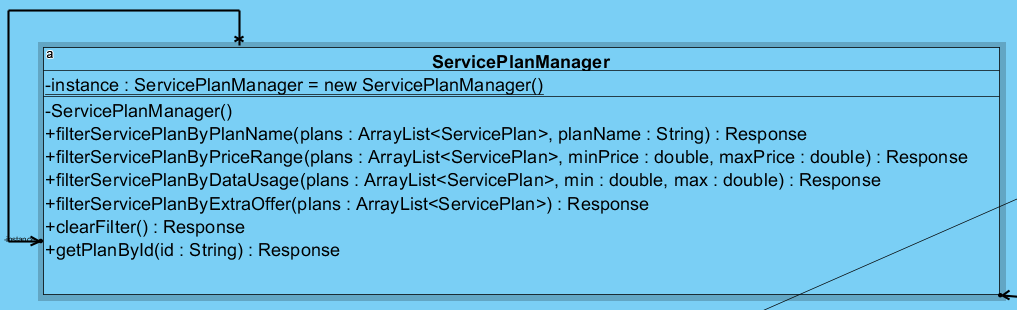 a
ServicePlanManager
-instance : ServicePlanManager = new ServicePlanManager()
-ServicePlanManager()
+filterServicePlanByPlanName(plans : ArrayList<ServicePlan>, planName : String) : Response
+filterServicePlanByPriceRange(plans : ArrayList<ServicePlan>, minPrice : double, maxPrice : double) : Response
+filterServicePlanByDataUsage(plans : ArrayList<ServicePlan>, min : double, max : double) : Response
+filterServicePlanByExtraOffer(plans : ArrayList<ServicePlan>) : Response
+clearFilter() : Response
-instance
+getPlanById(id : String) : Response